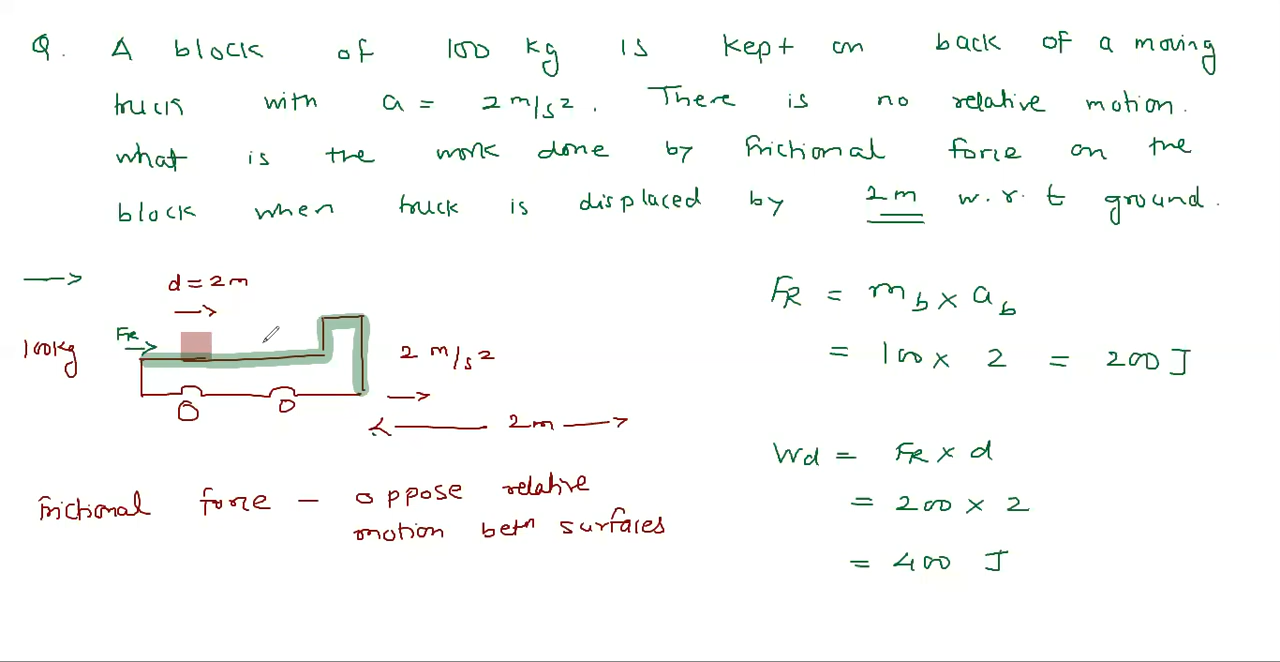 Q. A block of 100 kg is kept on back of a moving
truck with a = 2 m/s2. There is no relative motion.
what is the work done by frictional force on the
block when truck is displaced by 2 m w.r.t ground.
d = 2 m
FR
100kg
2 m/s2
2m
frictional force - oppose relative
motion betn surfaces
FR = mb x ab
= 100 x 2 = 200 J
Wd = FR x d
= 200 x 2
= 400 J